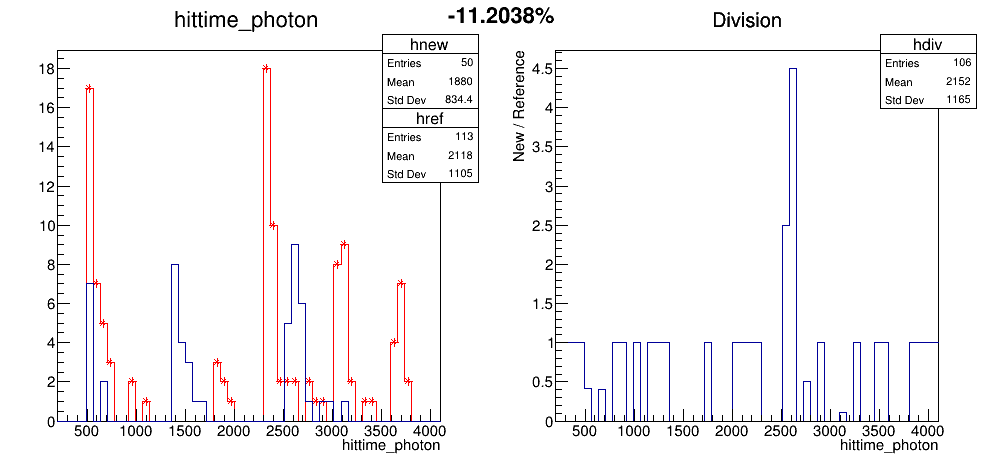 -11.2038%
hittime_photon
hnew
Entries 50
Mean 1880
Std Dev 834.4
href
Entries 113
Mean 2118
Std Dev 1105
18
16
14
12
10
8
6
4
2
0
500 1000 1500 2000 2500 3000 3500 4000
hittime_photon
Division
hdiv
Entries 106
Mean 2152
Std Dev 1165
New / Reference
4.5
4
3.5
3
2.5
2
1.5
1
0.5
0
500 1000 1500 2000 2500 3000 3500 4000
hittime_photon